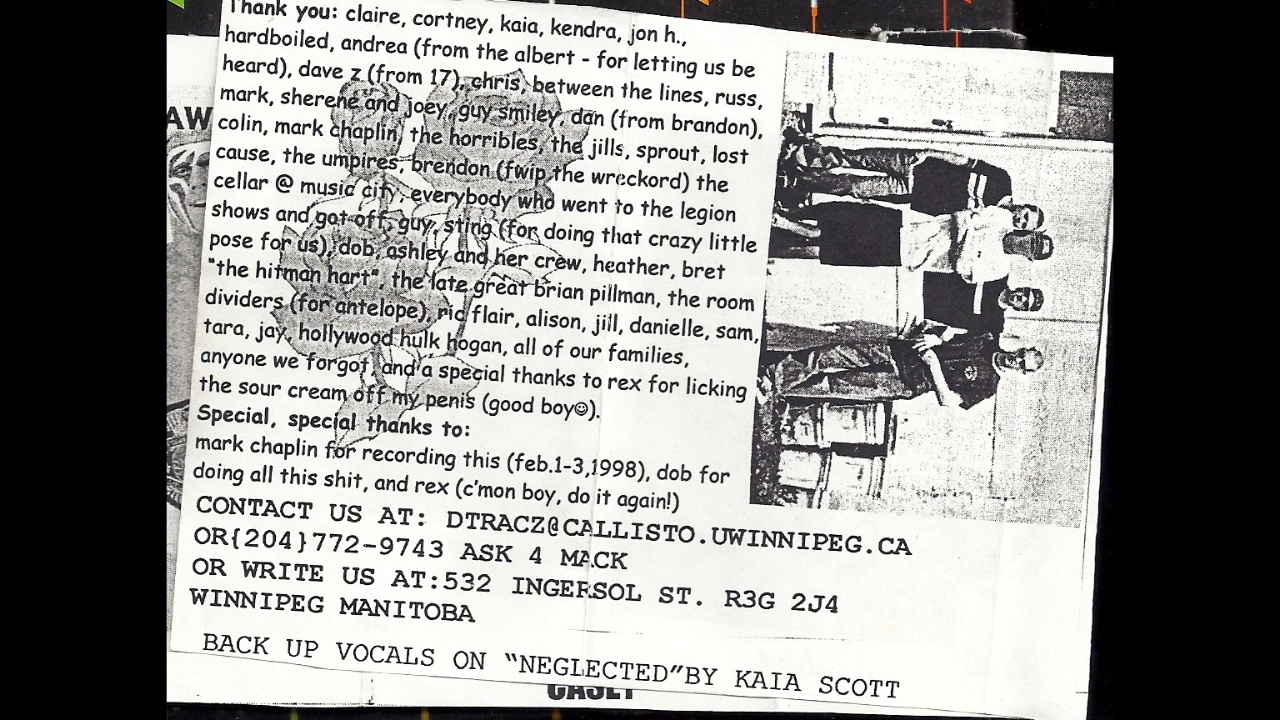 Thank you: claire, cortney, kaia, kendra, jon h.,
hardboiled, andrea (from the albert - for letting us be
heard), dave z (from 17), chris, between the lines, russ,
mark, sherene and joey, guy smiley, dan (from brandon),
colin, mark chaplin, the horribles, the jills, sprout, lost
cause, the umpires, brendon (fwip the wreckord) the
cellar @ music city, everybody who went to the legion
shows and got off, guy, sting (for doing that crazy little
pose for us), dob, ashley and her crew, heather, bret
"the hitman hart", the late great brian pillman, the room
dividers (for antelope), ric flair, alison, jill, danielle, sam,
tara, jay, hollywood hulk hogan, all of our families,
anyone we forgot, and a special thanks to rex for licking
the sour cream off my penis (good boy☺).
Special, special thanks to:
mark chaplin for recording this (feb.1-3,1998), dob for
doing all this shit, and rex (c'mon boy, do it again!)
CONTACT US AT: DTRACZ@CALLISTO.UWINNIPEG.CA
OR{204}772-9743 ASK 4 MACK
OR WRITE US AT:532 INGERSOL ST. R3G 2J4
WINNIPEG MANITOBA
BACK UP VOCALS ON "NEGLECTED"BY KAIA SCOTT
AW